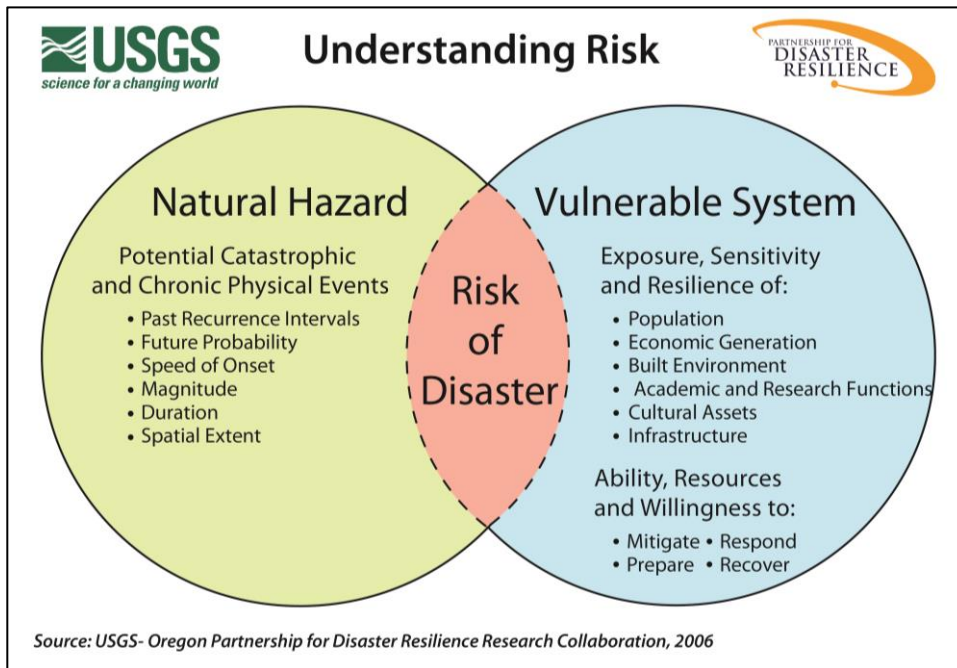 USGS
science for a changing world
Understanding Risk
PARTNERSHIP FOR
DISASTER
RESILIENCE
Natural Hazard
Potential Catastrophic
and Chronic Physical Events
• Past Recurrence Intervals
• Future Probability
• Speed of Onset
• Magnitude
• Duration
• Spatial Extent
Risk
of
Disaster
Vulnerable System
Exposure, Sensitivity
and Resilience of:
• Population
• Economic Generation
• Built Environment
• Academic and Research Functions
• Cultural Assets
• Infrastructure
Ability, Resources
and Willingness to:
• Mitigate • Respond
• Prepare • Recover
Source: USGS- Oregon Partnership for Disaster Resilience Research Collaboration, 2006